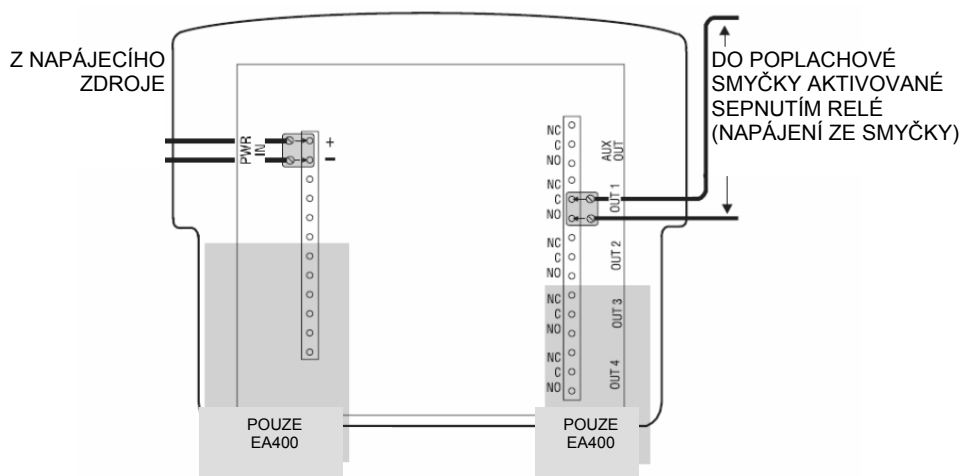 Z NAPÁJECÍHO
ZDROJE
DO POPLACHOVÉ
SMYČKY AKTIVOVANÉ
SEPNUTÍM RELÉ
(NAPÁJENÍ ZE SMYČKY)
PWR
IN
+
-
NC
C
NO
AUX
OUT
NC
C
NO
OUT 1
NC
C
NO
OUT 2
NC
C
NO
OUT 3
NC
C
NO
OUT 4
POUZE
EA400
POUZE
EA400